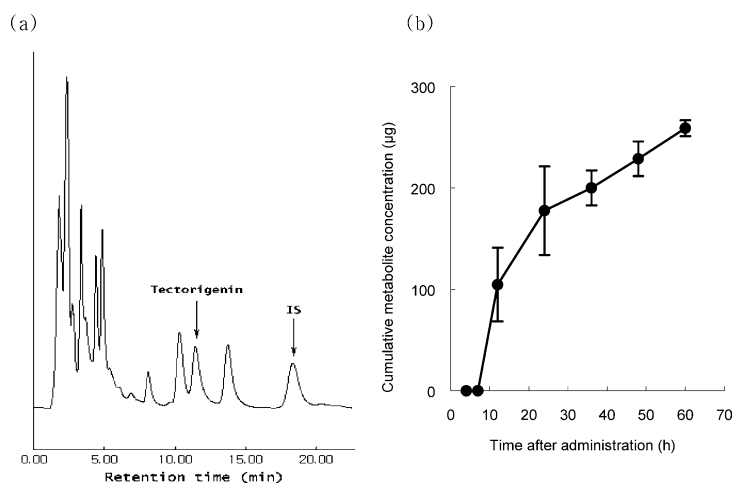 (a)
Tectorigenin
IS
0.00 5.00 10.00 15.00 20.00
Retention time (min)
(b)
300
200
100
0
0 10 20 30 40 50 60 70
Cumulative metabolite concentration (μg)
Time after administration (h)